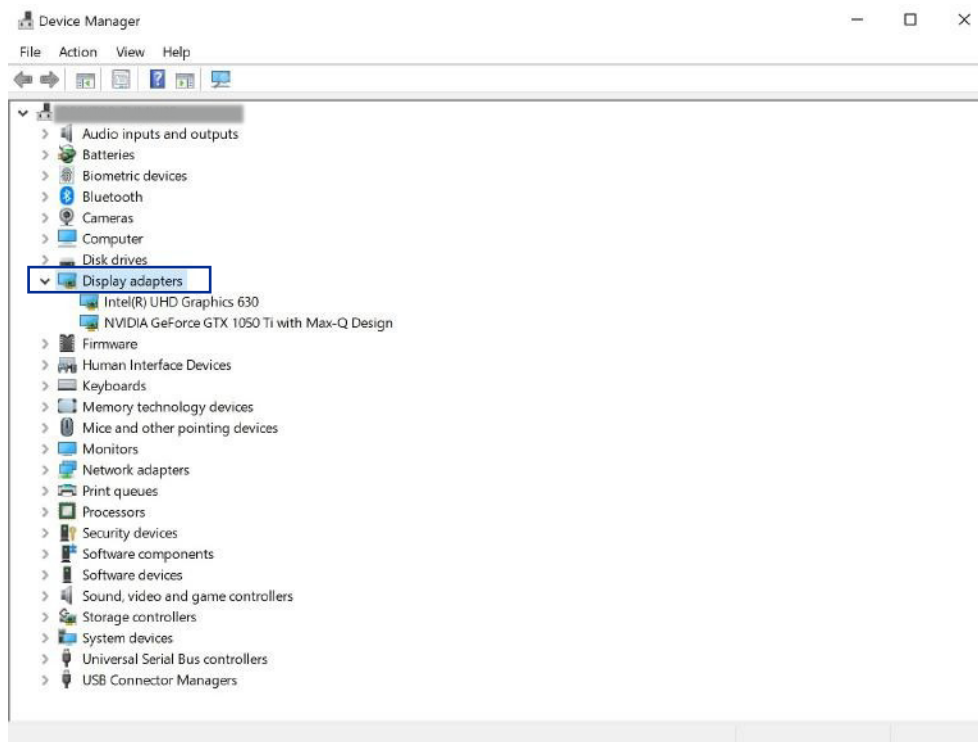 Device Manager
File Action View Help
Audio inputs and outputs
Batteries
Biometric devices
Bluetooth
Cameras
Computer
Disk drives
Display adapters
Intel(R) UHD Graphics 630
NVIDIA GeForce GTX 1050 Ti with Max-Q Design
Firmware
Human Interface Devices
Keyboards
Memory technology devices
Mice and other pointing devices
Monitors
Network adapters
Print queues
Processors
Security devices
Software components
Software devices
Sound, video and game controllers
Storage controllers
System devices
Universal Serial Bus controllers
USB Connector Managers